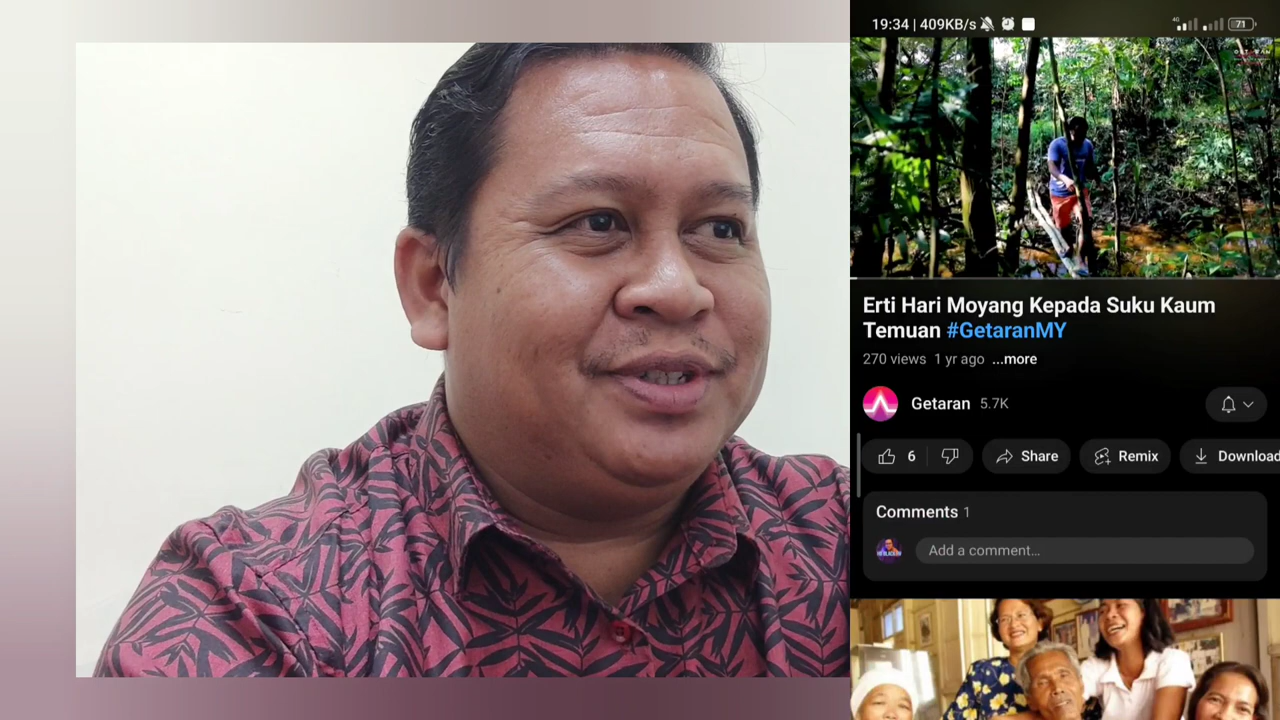 19:34 | 409KB/s
4G
71
Erti Hari Moyang Kepada Suku Kaum
Temuan #GetaranMY
270 views 1 yr ago ...more
Getaran 5.7K
6 Share Remix Download
Comments 1
Add a comment...